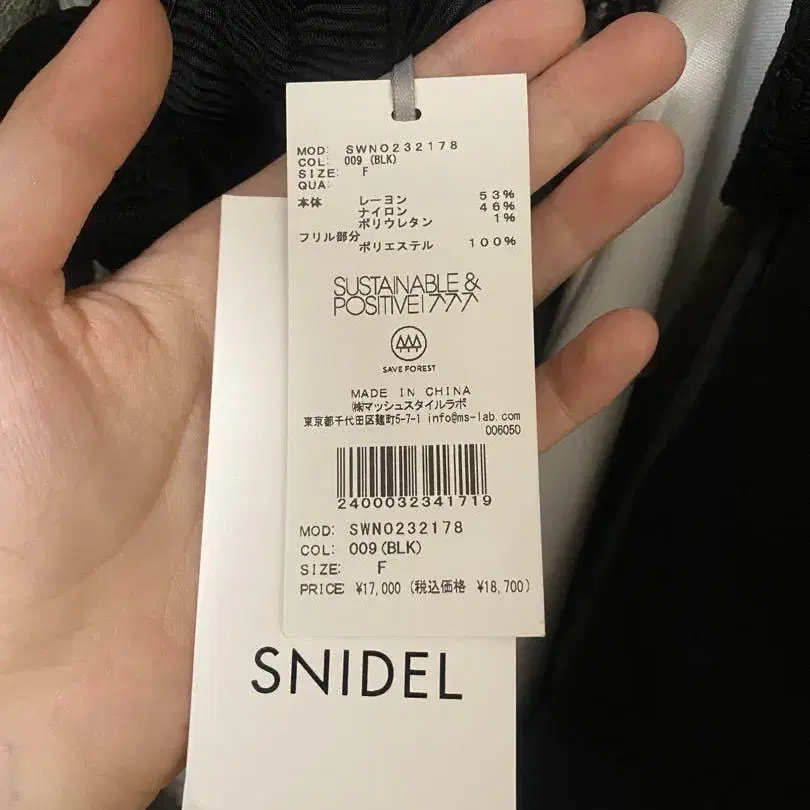 MOD: SWNO232178
COL: 009 (BLK)
SIZE: F
QUA:
本体 レーヨン 53%
ナイロン 46%
ポリウレタン 1%
フリル部分
ポリエステル 100%
SUSTAINABLE &
POSITIVE! ↗↗↗
SAVE FOREST
MADE IN CHINA
㈱マッシュスタイルラボ
東京都千代田区麹町5-7-1 info@ms-lab.com
006050
2400032341719
MOD: SWNO232178
COL: 009 (BLK)
SIZE: F
PRICE: ¥17,000 (税込価格 ¥18,700)
SNIDEL